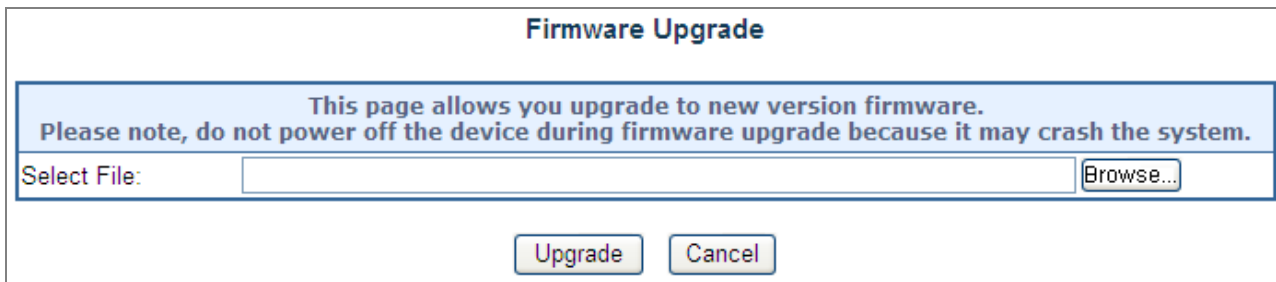 Firmware Upgrade
This page allows you upgrade to new version firmware.
Please note, do not power off the device during firmware upgrade because it may crash the system.
Select File: Browse...
Upgrade Cancel